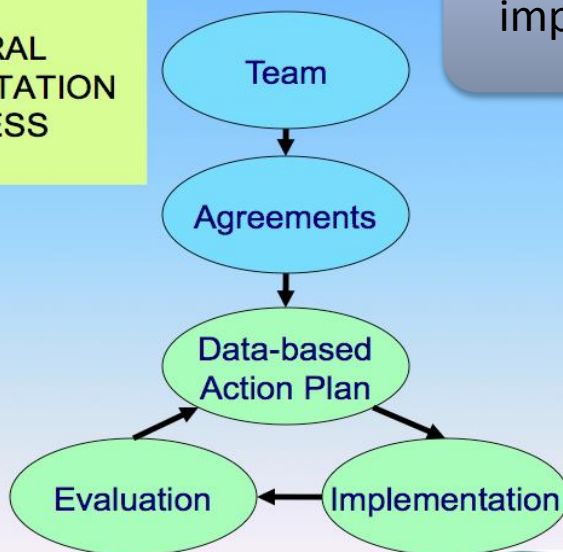 RAL
TATION
ESS
imp
Team
Agreements
Data-based
Action Plan
Evaluation
Implementation